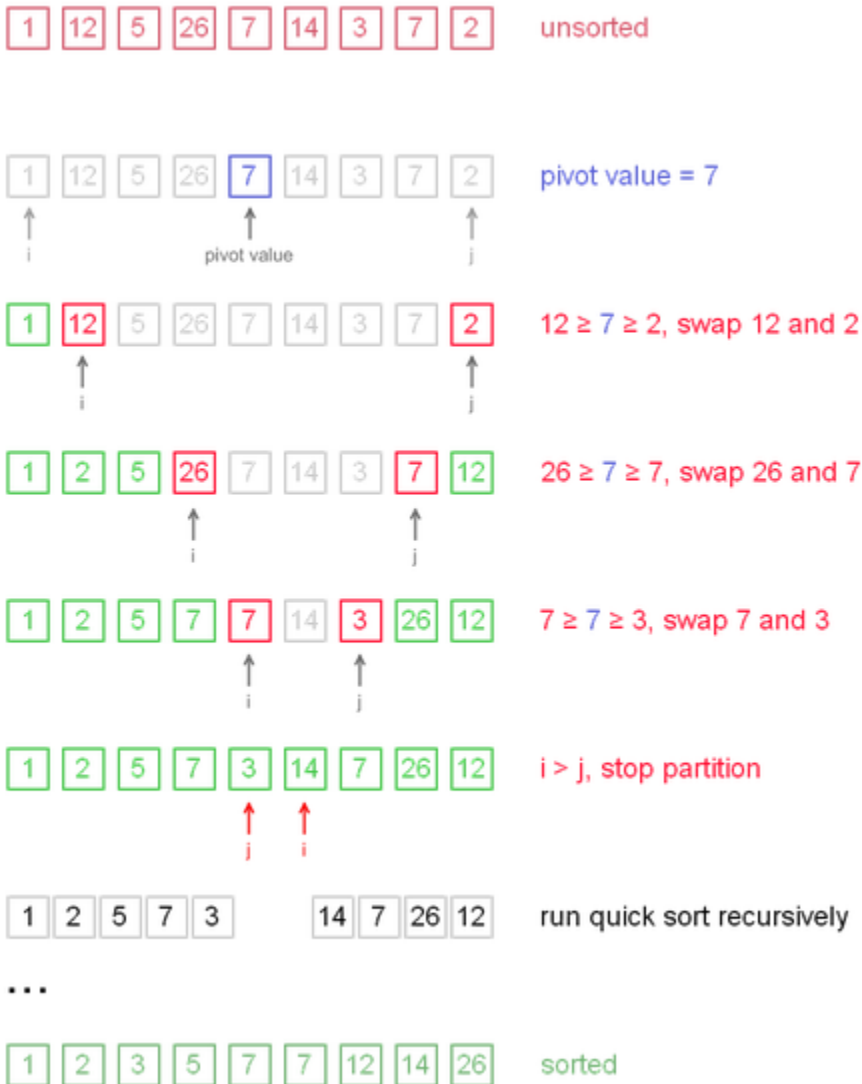 1 12 5 26 7 14 3 7 2 unsorted
1 12 5 26 7 14 3 7 2 pivot value = 7
i pivot value j
1 12 5 26 7 14 3 7 2 12 ≥ 7 ≥ 2, swap 12 and 2
i j
1 2 5 26 7 14 3 7 12 26 ≥ 7 ≥ 7, swap 26 and 7
i j
1 2 5 7 7 14 3 26 12 7 ≥ 7 ≥ 3, swap 7 and 3
i j
1 2 5 7 3 14 7 26 12 i > j, stop partition
j i
1 2 5 7 3 14 7 26 12 run quick sort recursively
...
1 2 3 5 7 7 12 14 26 sorted